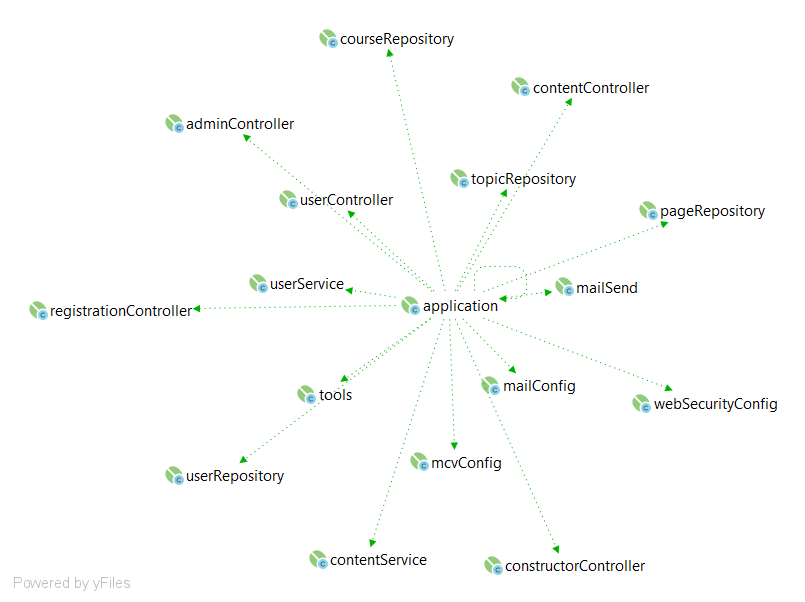 courseRepository
contentController
adminController
topicRepository
userController
pageRepository
userService
mailSend
application
registrationController
mailConfig
tools
webSecurityConfig
mcvConfig
userRepository
contentService
constructorController
Powered by yFiles